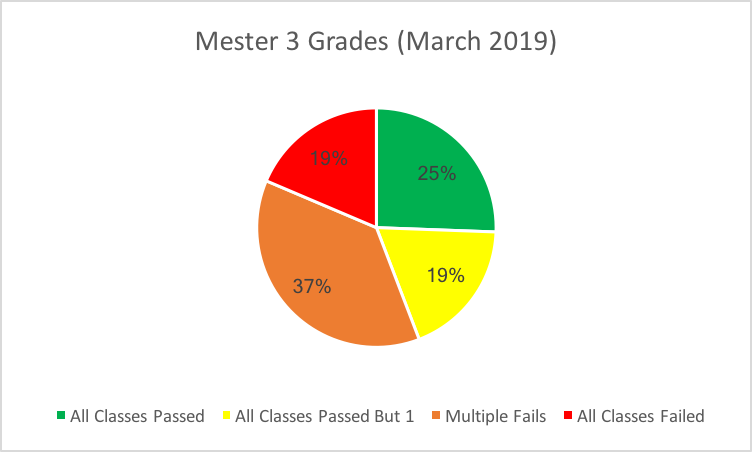 Mester 3 Grades (March 2019)
19%
25%
19%
37%
All Classes Passed
All Classes Passed But 1
Multiple Fails
All Classes Failed